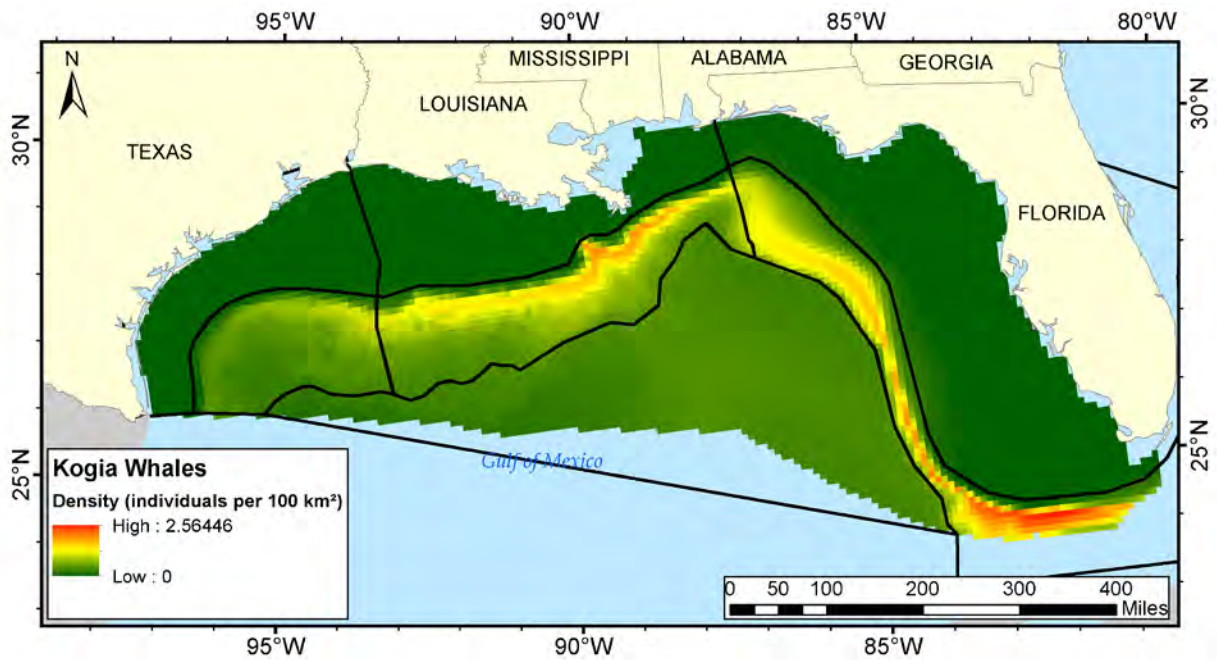 95°W 90°W 85°W 80°W
N
MISSISSIPPI ALABAMA GEORGIA
LOUISIANA
30°N 30°N
TEXAS
FLORIDA
25°N 25°N
Gulf of Mexico
Kogia Whales
Density (individuals per 100 km²)
High : 2.56446
Low : 0
0 50 100 200 300 400
Miles
95°W 90°W 85°W 80°W